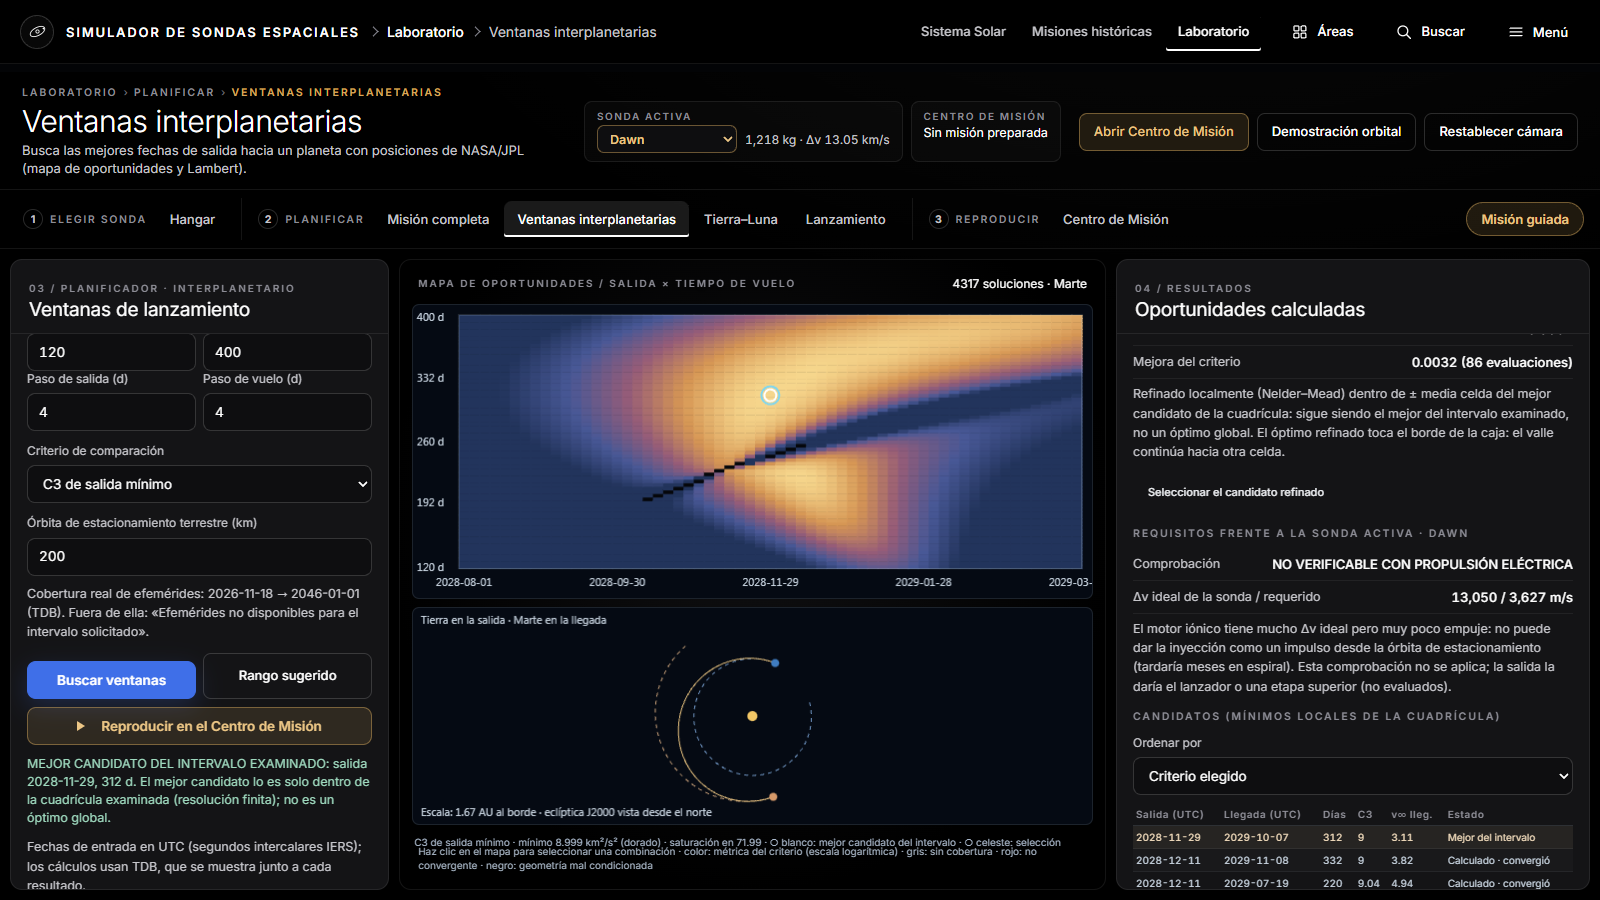 SIMULADOR DE SONDAS ESPACIALES > Laboratorio > Ventanas interplanetarias
Sistema Solar
Misiones históricas
Laboratorio
Áreas
Buscar
Menú
LABORATORIO › PLANIFICAR › VENTANAS INTERPLANETARIAS
Ventanas interplanetarias
Busca las mejores fechas de salida hacia un planeta con posiciones de NASA/JPL
(mapa de oportunidades y Lambert).
SONDA ACTIVA
Dawn
1,218 kg · Δv 13.05 km/s
CENTRO DE MISIÓN
Sin misión preparada
Abrir Centro de Misión
Demostración orbital
Restablecer cámara
1 ELEGIR SONDA
Hangar
2 PLANIFICAR
Misión completa
Ventanas interplanetarias
Tierra–Luna
Lanzamiento
3 REPRODUCIR
Centro de Misión
Misión guiada
03 / PLANIFICADOR · INTERPLANETARIO
Ventanas de lanzamiento
120
400
Paso de salida (d)
Paso de vuelo (d)
4
4
Criterio de comparación
C3 de salida mínimo
Órbita de estacionamiento terrestre (km)
200
Cobertura real de efemérides: 2026-11-18 → 2046-01-01
(TDB). Fuera de ella: «Efemérides no disponibles para el
intervalo solicitado».
Buscar ventanas
Rango sugerido
Reproducir en el Centro de Misión
MEJOR CANDIDATO DEL INTERVALO EXAMINADO: salida
2028-11-29, 312 d. El mejor candidato lo es solo dentro de
la cuadrícula examinada (resolución finita); no es un
óptimo global.
Fechas de entrada en UTC (segundos intercalares IERS);
los cálculos usan TDB, que se muestra junto a cada
resultado.
MAPA DE OPORTUNIDADES / SALIDA × TIEMPO DE VUELO
4317 soluciones · Marte
400 d
332 d
260 d
192 d
120 d
2028-08-01
2028-09-30
2028-11-29
2029-01-28
2029-03-
Tierra en la salida · Marte en la llegada
Escala: 1.67 AU al borde · eclíptica J2000 vista desde el norte
C3 de salida mínimo · mínimo 8.999 km²/s² (dorado) · saturación en 71.99 · O blanco: mejor candidato del intervalo · O celeste: selección
Haz clic en el mapa para seleccionar una combinación · color: métrica del criterio (escala logarítmica) · gris: sin cobertura · rojo: no
convergente · negro: geometría mal condicionada
04 / RESULTADOS
Oportunidades calculadas
Mejora del criterio
0.0032 (86 evaluaciones)
Refinado localmente (Nelder–Mead) dentro de ± media celda del mejor
candidato de la cuadrícula: sigue siendo el mejor del intervalo examinado,
no un óptimo global. El óptimo refinado toca el borde de la caja: el valle
continúa hacia otra celda.
Seleccionar el candidato refinado
REQUISITOS FRENTE A LA SONDA ACTIVA · DAWN
Comprobación
NO VERIFICABLE CON PROPULSIÓN ELÉCTRICA
Δv ideal de la sonda / requerido
13,050 / 3,627 m/s
El motor iónico tiene mucho Δv ideal pero muy poco empuje: no puede
dar la inyección como un impulso desde la órbita de estacionamiento
(tardaría meses en espiral). Esta comprobación no se aplica; la salida la
daría el lanzador o una etapa superior (no evaluados).
CANDIDATOS (MÍNIMOS LOCALES DE LA CUADRÍCULA)
Ordenar por
Criterio elegido
Salida (UTC) Llegada (UTC) Días C3 v∞ lleg. Estado
2028-11-29 2029-10-07 312 9 3.11 Mejor del intervalo
2028-12-11 2029-11-08 332 9 3.82 Calculado · convergió
2028-12-11 2029-07-19 220 9.04 4.94 Calculado · convergió